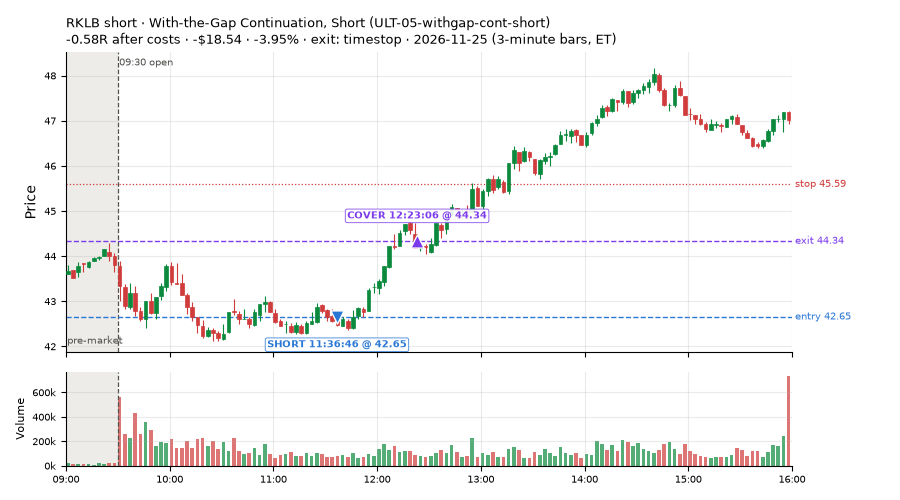 RKLB short · With-the-Gap Continuation, Short (ULT-05-withgap-cont-short)
-0.58R after costs · -$18.54 · -3.95% · exit: timestop · 2026-11-25 (3-minute bars, ET)
09:30 open
48
47
46
45
44
43
42
Price
stop 45.59
COVER 12:23:06 @ 44.34
exit 44.34
entry 42.65
pre-market
SHORT 11:36:46 @ 42.65
600k
400k
200k
0k
Volume
09:00
10:00
11:00
12:00
13:00
14:00
15:00
16:00